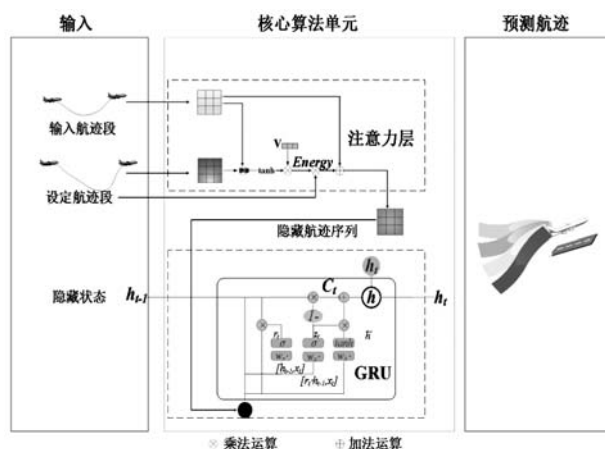 输入
核心算法单元
预测航迹
输入航迹段
注意力层
V
tanh
Energy
设定航迹段
隐藏航迹序列
h_t
隐藏状态
h_{t-1}
C_t
h
h_t
1-
r_t
z_t
h̃
σ
σ
tanh
GRU
[h_{t-1},x_t]
乘法运算
加法运算